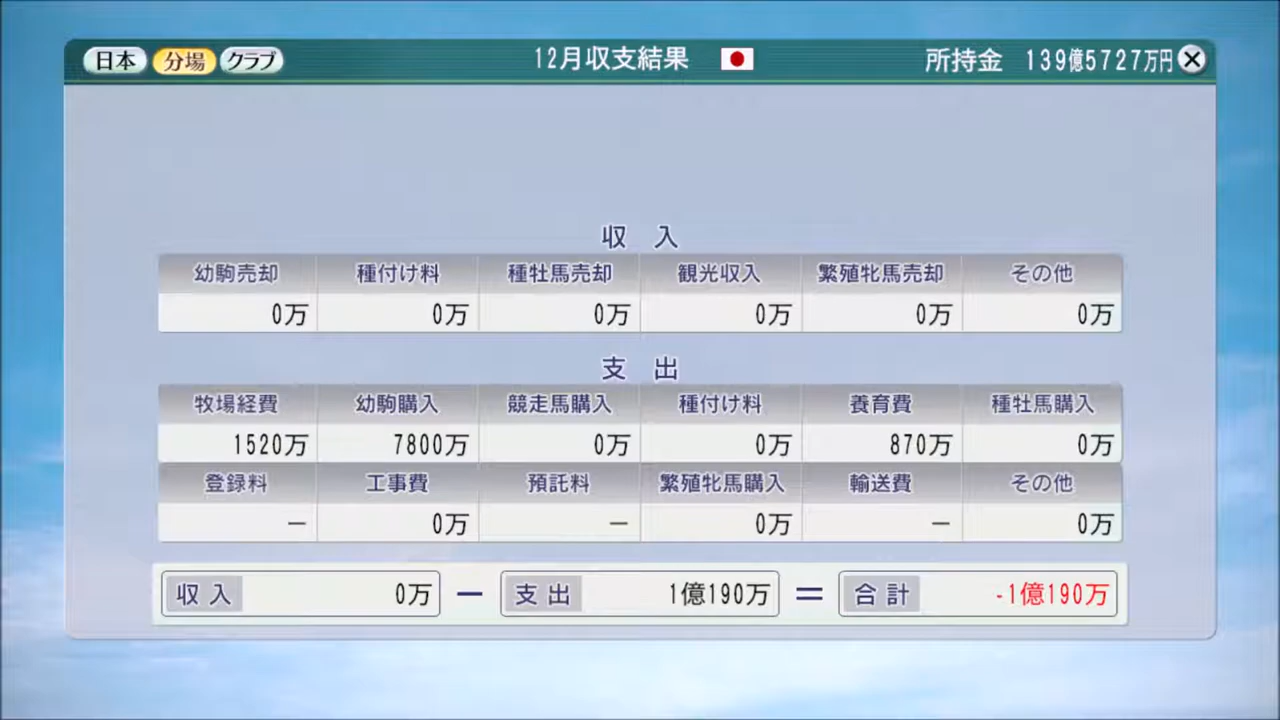 日本 分場 クラブ 12月収支結果 所持金 139億5727万円
収 入
幼駒売却 種付け料 種牡馬売却 観光収入 繁殖牝馬売却 その他
0万 0万 0万 0万 0万 0万
支 出
牧場経費 幼駒購入 競走馬購入 種付け料 養育費 種牡馬購入
1520万 7800万 0万 0万 870万 0万
登録料 工事費 預託料 繁殖牝馬購入 輸送費 その他
— 0万 — 0万 — 0万
収 入 0万 － 支 出 1億190万 ＝ 合 計 -1億190万